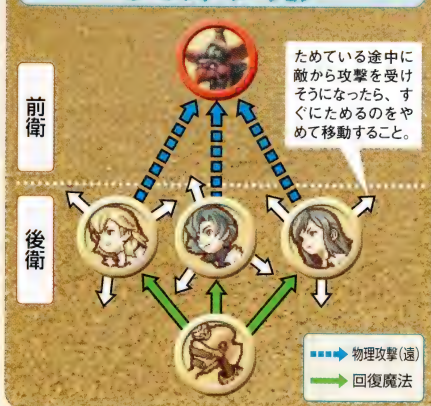 前衛
ためている途中に
敵から攻撃を受け
そうになったら、す
ぐにためるのをや
めて移動すること。
後衛
物理攻撃(遠)
回復魔法